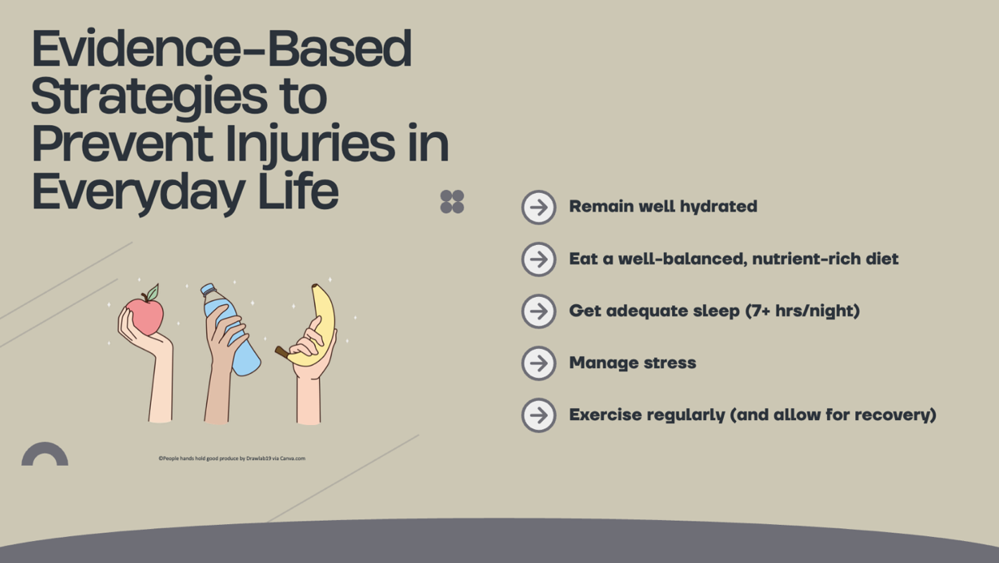 Evidence-Based
Strategies to
Prevent Injuries in
Everyday Life
Remain well hydrated
Eat a well-balanced, nutrient-rich diet
Get adequate sleep (7+ hrs/night)
Manage stress
Exercise regularly (and allow for recovery)
©People hands hold good produce by Drawlab19 via Canva.com